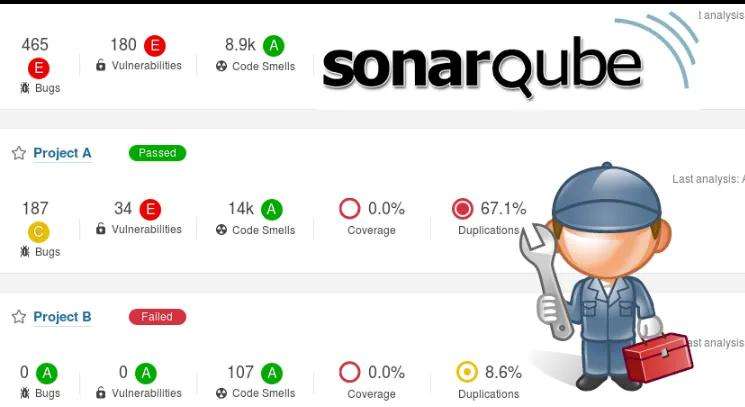 t analysis
465 180 E 8.9k A
E Vulnerabilities Code Smells
Bugs
sonarqube
Project A Passed
Last analysis: A
187 34 E 14k A 0.0% 67.1%
C Vulnerabilities Code Smells Coverage Duplications
Bugs
Project B Failed
ast analysis
0 A 0 A 107 A 0.0% 8.6%
Bugs Vulnerabilities Code Smells Coverage Duplications